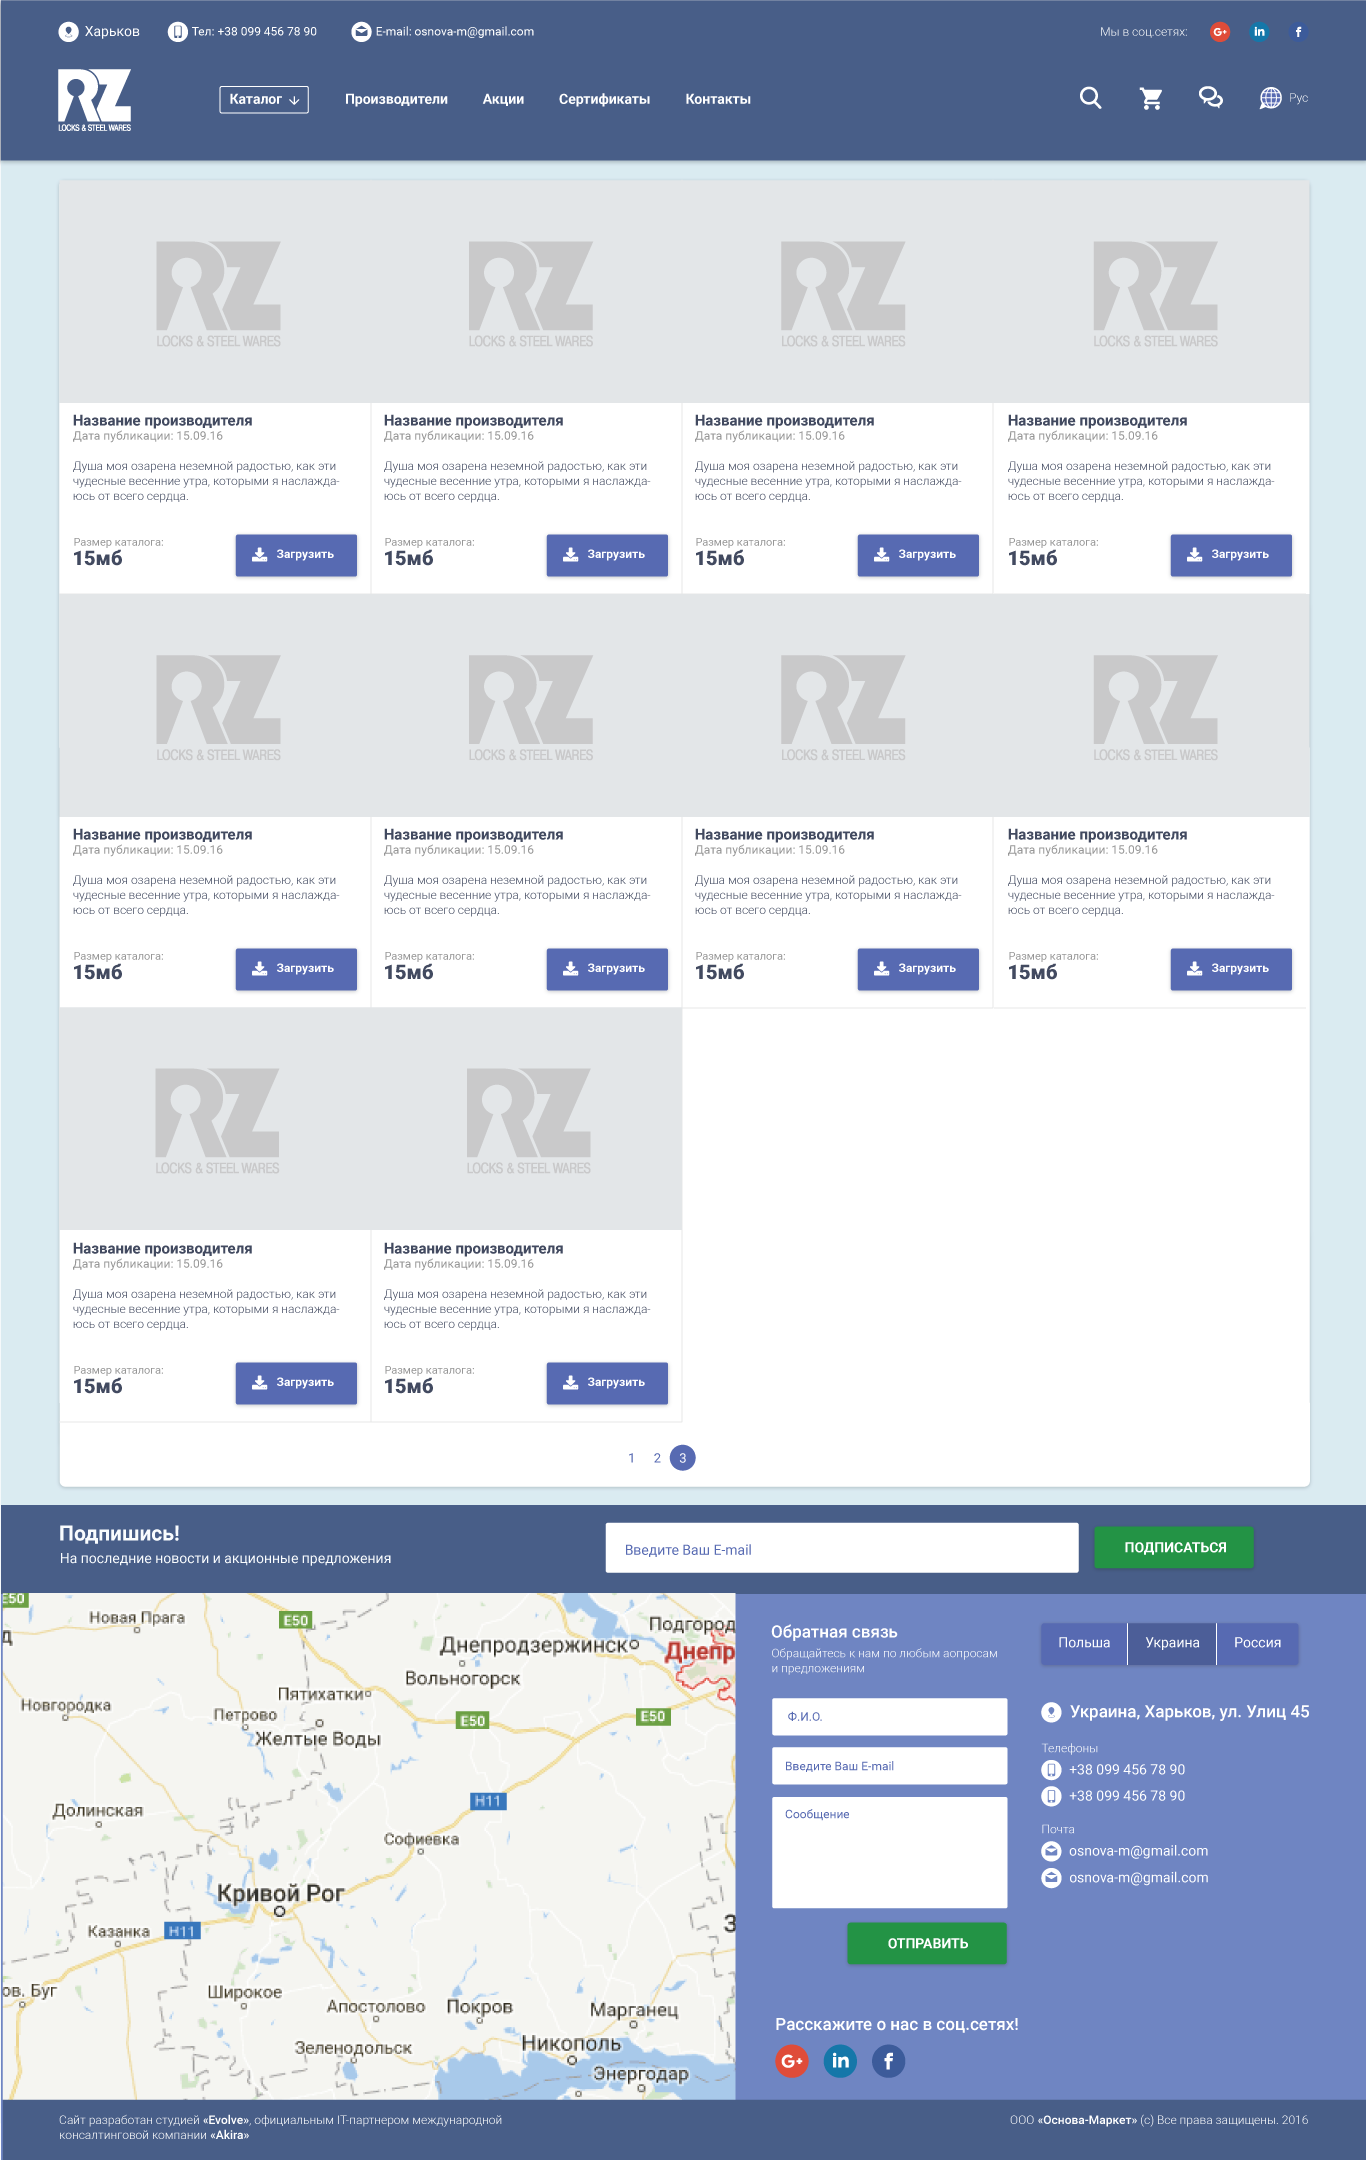 Харьков
Тел: +38 099 456 78 90
E-mail: osnova-m@gmail.com
Мы в соц.сетях:
G+
in
f
RZ
LOCKS & STEEL WARES
Каталог
Производители
Акции
Сертификаты
Контакты
Рус
RZ RZ RZ RZ
LOCKS & STEEL WARES LOCKS & STEEL WARES LOCKS & STEEL WARES LOCKS & STEEL WARES
Название производителя
Дата публикации: 15.09.16
Душа моя озарена неземной радостью, как эти
чудесные весенние утра, которыми я наслажда-
юсь от всего сердца.
Размер каталога:
15мб
Загрузить
Название производителя
Дата публикации: 15.09.16
Душа моя озарена неземной радостью, как эти
чудесные весенние утра, которыми я наслажда-
юсь от всего сердца.
Размер каталога:
15мб
Загрузить
Название производителя
Дата публикации: 15.09.16
Душа моя озарена неземной радостью, как эти
чудесные весенние утра, которыми я наслажда-
юсь от всего сердца.
Размер каталога:
15мб
Загрузить
Название производителя
Дата публикации: 15.09.16
Душа моя озарена неземной радостью, как эти
чудесные весенние утра, которыми я наслажда-
юсь от всего сердца.
Размер каталога:
15мб
Загрузить
RZ RZ RZ RZ
LOCKS & STEEL WARES LOCKS & STEEL WARES LOCKS & STEEL WARES LOCKS & STEEL WARES
Название производителя
Дата публикации: 15.09.16
Душа моя озарена неземной радостью, как эти
чудесные весенние утра, которыми я наслажда-
юсь от всего сердца.
Размер каталога:
15мб
Загрузить
Название производителя
Дата публикации: 15.09.16
Душа моя озарена неземной радостью, как эти
чудесные весенние утра, которыми я наслажда-
юсь от всего сердца.
Размер каталога:
15мб
Загрузить
Название производителя
Дата публикации: 15.09.16
Душа моя озарена неземной радостью, как эти
чудесные весенние утра, которыми я наслажда-
юсь от всего сердца.
Размер каталога:
15мб
Загрузить
Название производителя
Дата публикации: 15.09.16
Душа моя озарена неземной радостью, как эти
чудесные весенние утра, которыми я наслажда-
юсь от всего сердца.
Размер каталога:
15мб
Загрузить
RZ RZ
LOCKS & STEEL WARES LOCKS & STEEL WARES
Название производителя
Дата публикации: 15.09.16
Душа моя озарена неземной радостью, как эти
чудесные весенние утра, которыми я наслажда-
юсь от всего сердца.
Размер каталога:
15мб
Загрузить
Название производителя
Дата публикации: 15.09.16
Душа моя озарена неземной радостью, как эти
чудесные весенние утра, которыми я наслажда-
юсь от всего сердца.
Размер каталога:
15мб
Загрузить
1 2 3
Подпишись!
На последние новости и акционные предложения
Введите Ваш E-mail
ПОДПИСАТЬСЯ
E50
Новая Прага
E50
Подгород
Д
Днепродзержинск
Днепр
Вольногорск
Пятихатки
Новгородка
Петрово
E50
E50
Желтые Воды
H11
Долинская
Софиевка
Кривой Рог
Казанка
H11
З
ов. Буг
Широкое
Апостолово
Покров
Марганец
Зеленодольск
Никополь
Энергодар
Обратная связь
Обращайтесь к нам по любым вопросам
и предложениям
Ф.И.О.
Введите Ваш E-mail
Сообщение
ОТПРАВИТЬ
Расскажите о нас в соц.сетях!
G+
in
f
Польша
Украина
Россия
Украина, Харьков, ул. Улиц 45
Телефоны
+38 099 456 78 90
+38 099 456 78 90
Почта
osnova-m@gmail.com
osnova-m@gmail.com
Сайт разработан студией «Evolve», официальным IT-партнером международной
консалтинговой компании «Akira»
ООО «Основа-Маркет» (с) Все права защищены. 2016